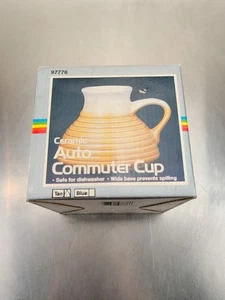 97776
Ceramic
Auto
Commuter Cup
• Safe for dishwasher • Wide base prevents spilling
Tan X Blue